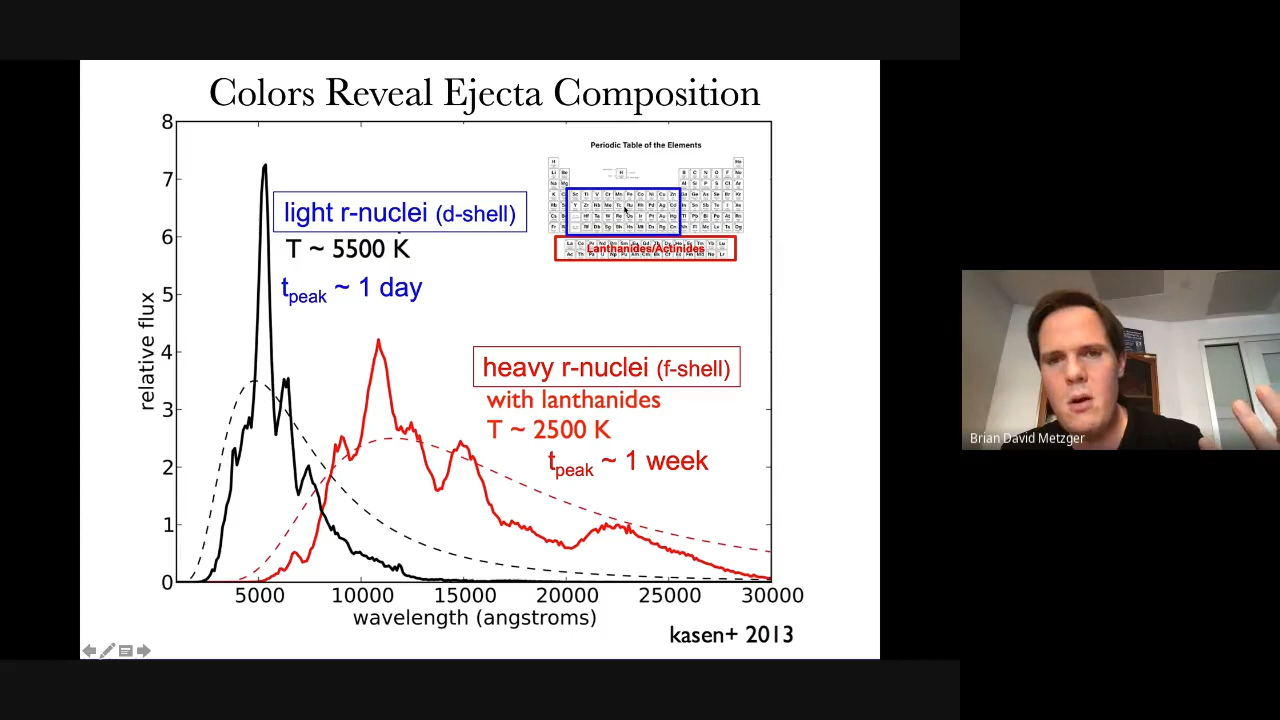 Colors Reveal Ejecta Composition
8
7
6
5
4
3
2
1
0
relative flux
light r-nuclei (d-shell)
T ~ 5500 K
tpeak ~ 1 day
Periodic Table of the Elements
Lanthanides/Actinides
heavy r-nuclei (f-shell)
with lanthanides
T ~ 2500 K
tpeak ~ 1 week
5000 10000 15000 20000 25000 30000
wavelength (angstroms)
kasen+ 2013
Brian David Metzger